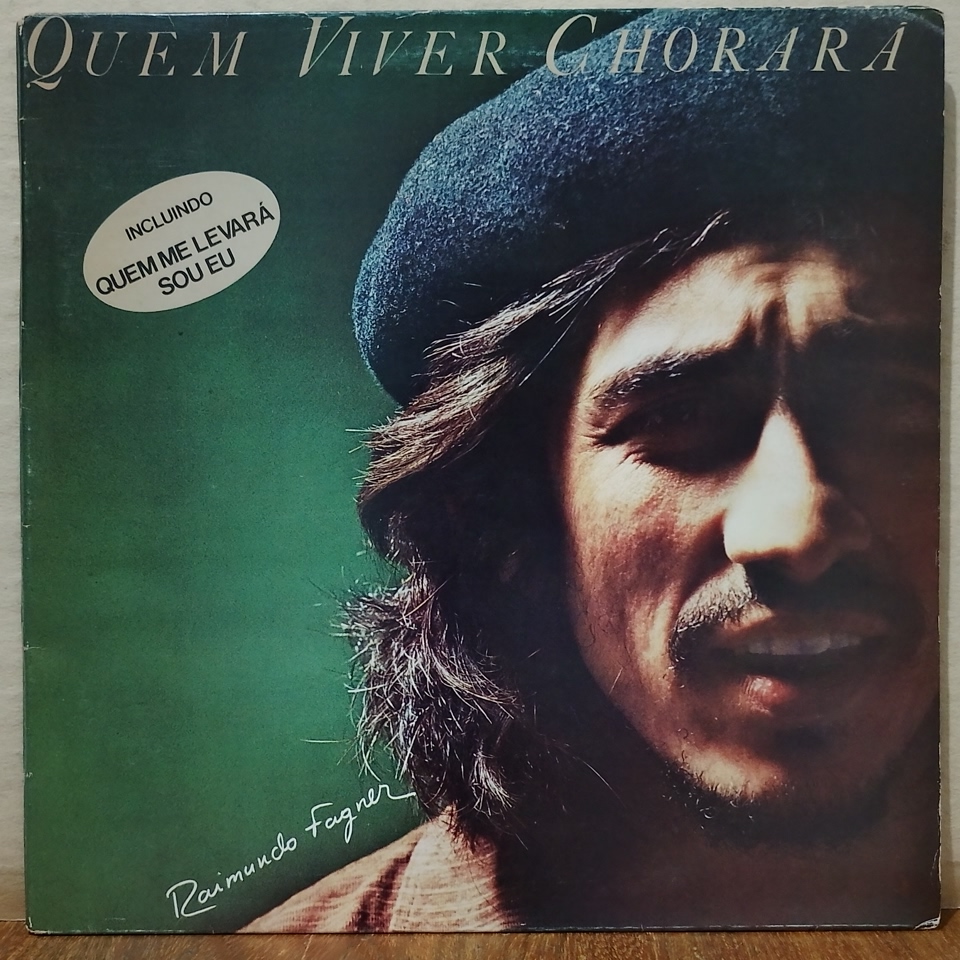 QUEM VIVER CHORARÁ
INCLUINDO
QUEM ME LEVARÁ
SOU EU
Raimundo Fagner